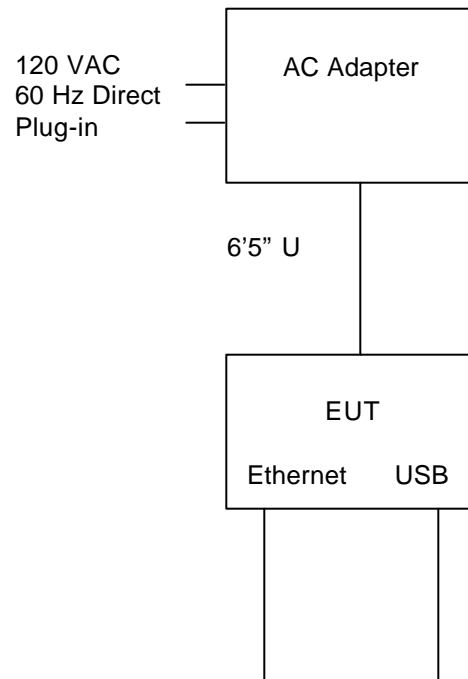 120 VAC
60 Hz Direct
Plug-in
AC Adapter
6'5” U
EUT
Ethernet USB